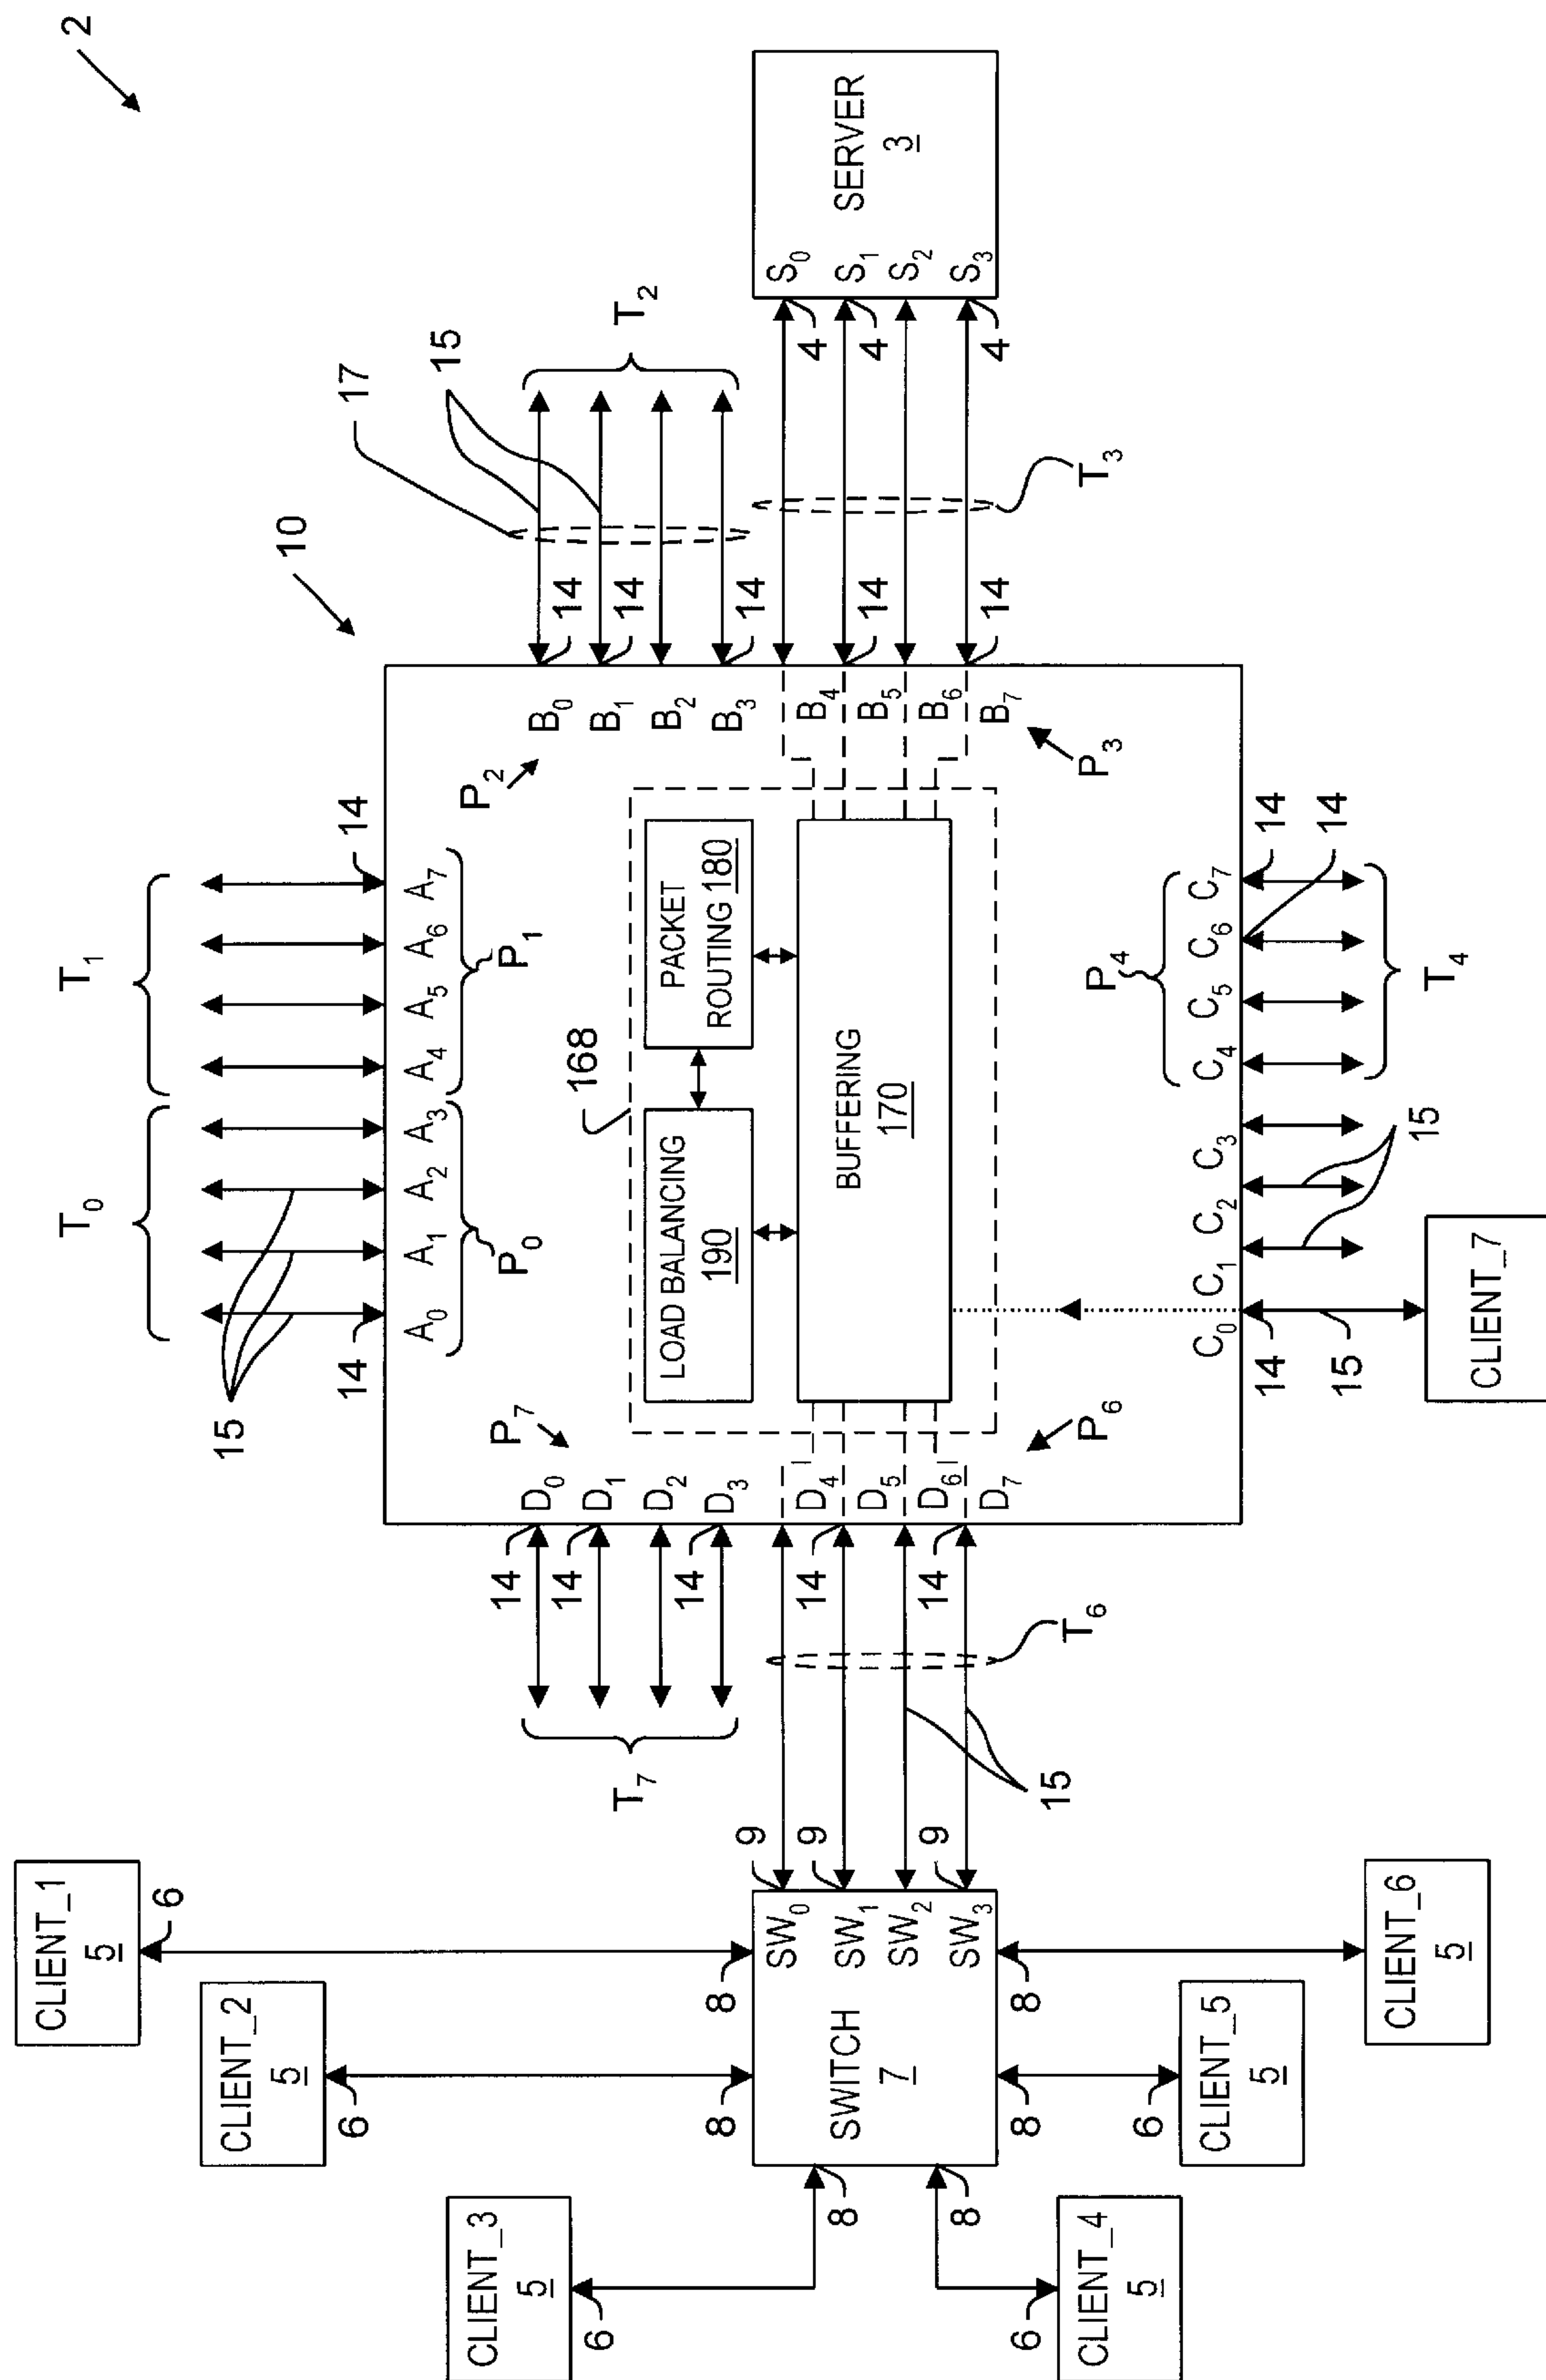 2
10
T₀
T₁
15
14
14
A₀ A₁ A₂ A₃ A₄ A₅ A₆ A₇
P₀
P₁
P₇
P₂
168
LOAD BALANCING
190
PACKET
ROUTING 180
BUFFERING
170
D₀
D₁
D₂
D₃
D₄
D₅
D₆
D₇
P₆
14
14
14
14
14
T₇
T₆
15
B₀
B₁
B₂
B₃
B₄
B₅
B₆
B₇
P₃
14
14
14
14
14
17
15
T₂
T₃
4
4
4
S₀
S₁
S₂
S₃
SERVER
3
C₀ C₁ C₂ C₃ C₄ C₅ C₆ C₇
P₄
14
15
15
14
14
T₄
CLIENT_7
CLIENT_1
5
6
CLIENT_2
5
6
CLIENT_3
5
6
CLIENT_4
5
6
CLIENT_5
5
6
CLIENT_6
5
8
8
8
8
8
8
SWITCH
7
SW₀
SW₁
SW₂
SW₃
9
9
9